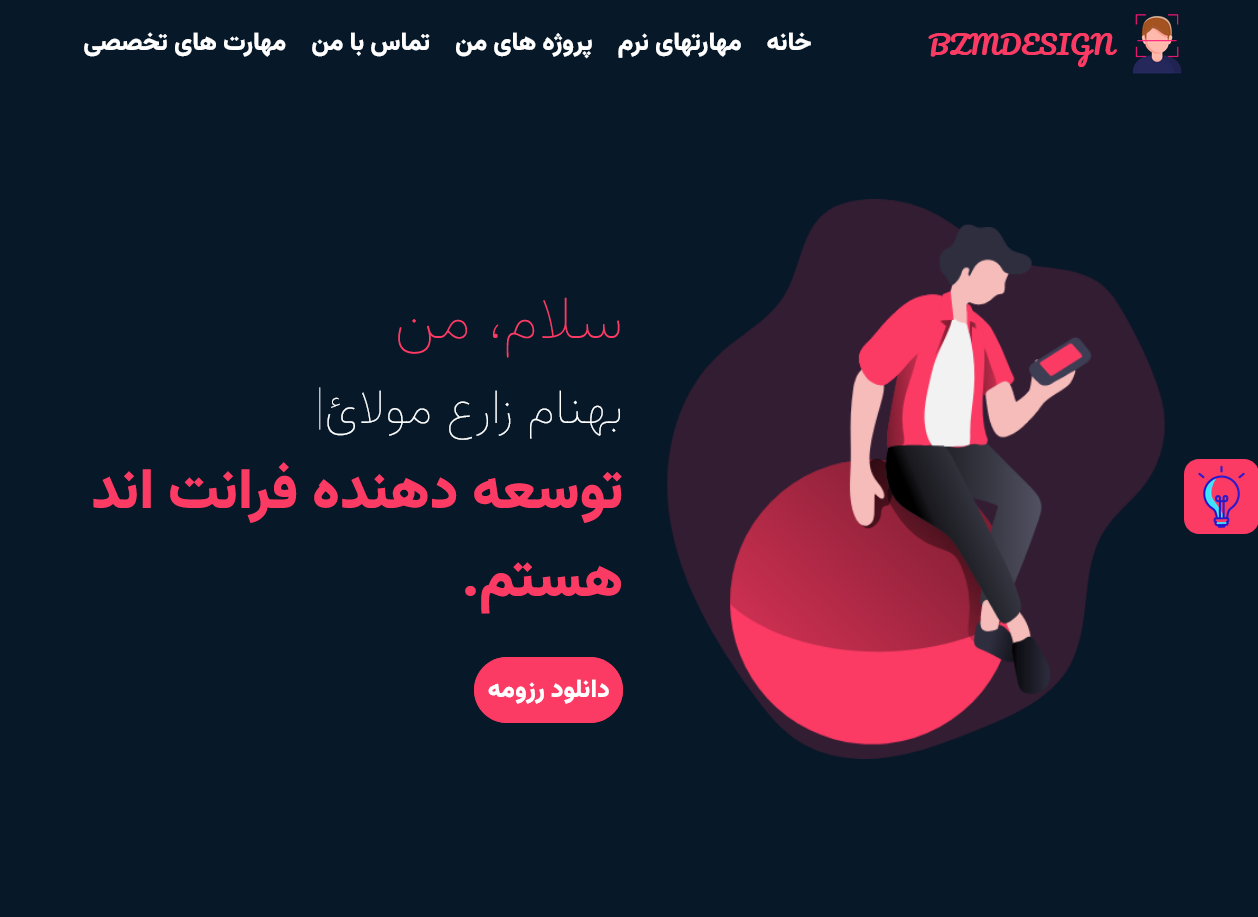 BZMDESIGN
خانه
مهارتهای نرم
پروژه های من
تماس با من
مهارت های تخصصی
سلام، من
بهنام زارع مولائ|
توسعه دهنده فرانت اند
هستم.
دانلود رزومه